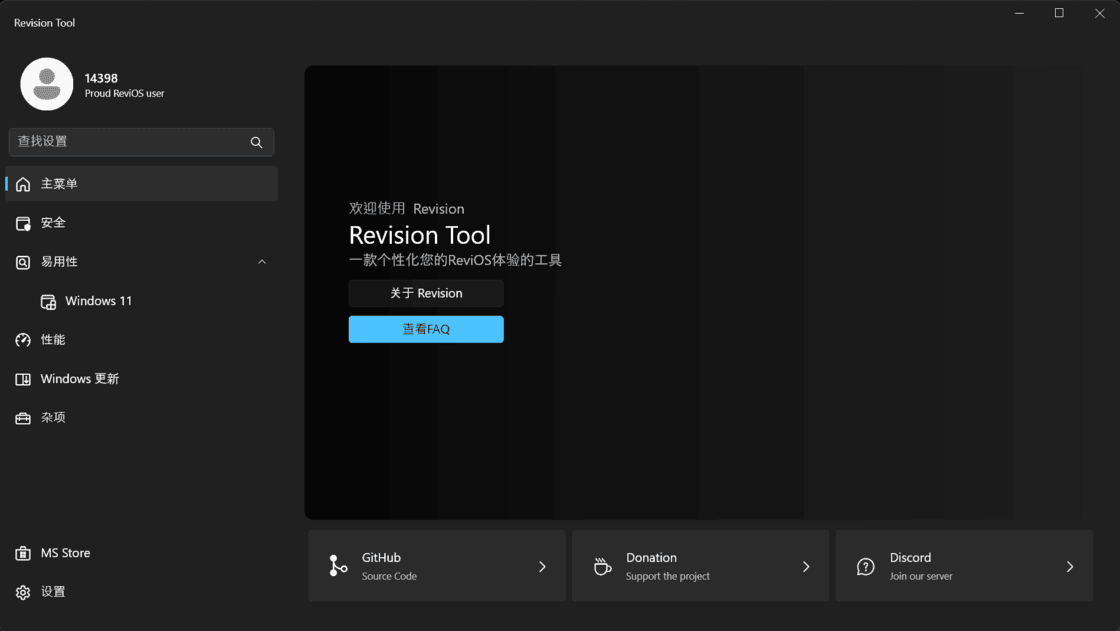 Revision Tool
14398
Proud ReviOS user
查找设置
主菜单
安全
易用性
Windows 11
性能
Windows 更新
杂项
MS Store
设置
欢迎使用 Revision
Revision Tool
一款个性化您的ReviOS体验的工具
关于 Revision
查看FAQ
GitHub
Source Code
Donation
Support the project
Discord
Join our server